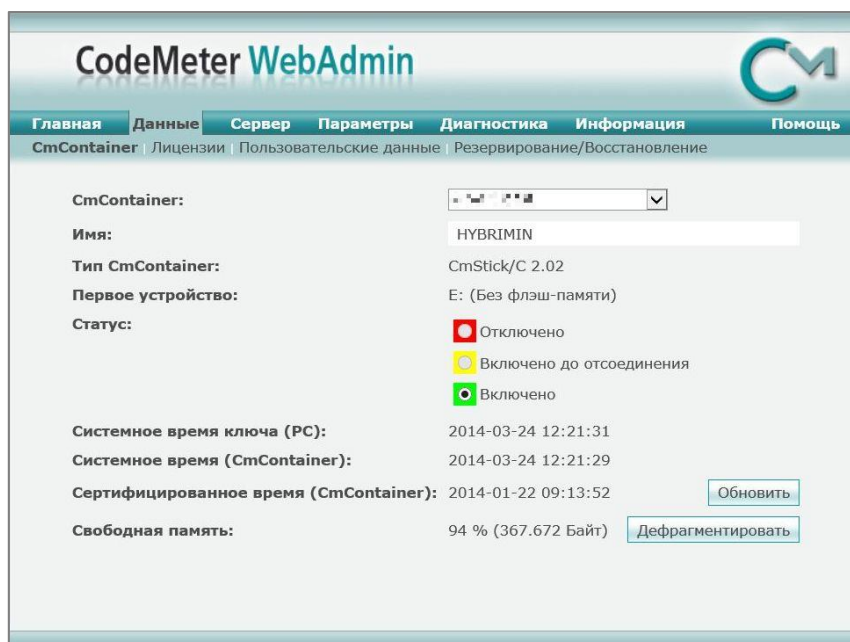 CodeMeter WebAdmin
Главная Данные Сервер Параметры Диагностика Информация Помощь
CmContainer | Лицензии | Пользовательские данные | Резервирование/Восстановление
CmContainer:
Имя: HYBRIMIN
Тип CmContainer: CmStick/C 2.02
Первое устройство: E: (Без флэш-памяти)
Статус: Отключено
Включено до отсоединения
Включено
Системное время ключа (PC): 2014-03-24 12:21:31
Системное время (CmContainer): 2014-03-24 12:21:29
Сертифицированное время (CmContainer): 2014-01-22 09:13:52 Обновить
Свободная память: 94 % (367.672 Байт) Дефрагментировать